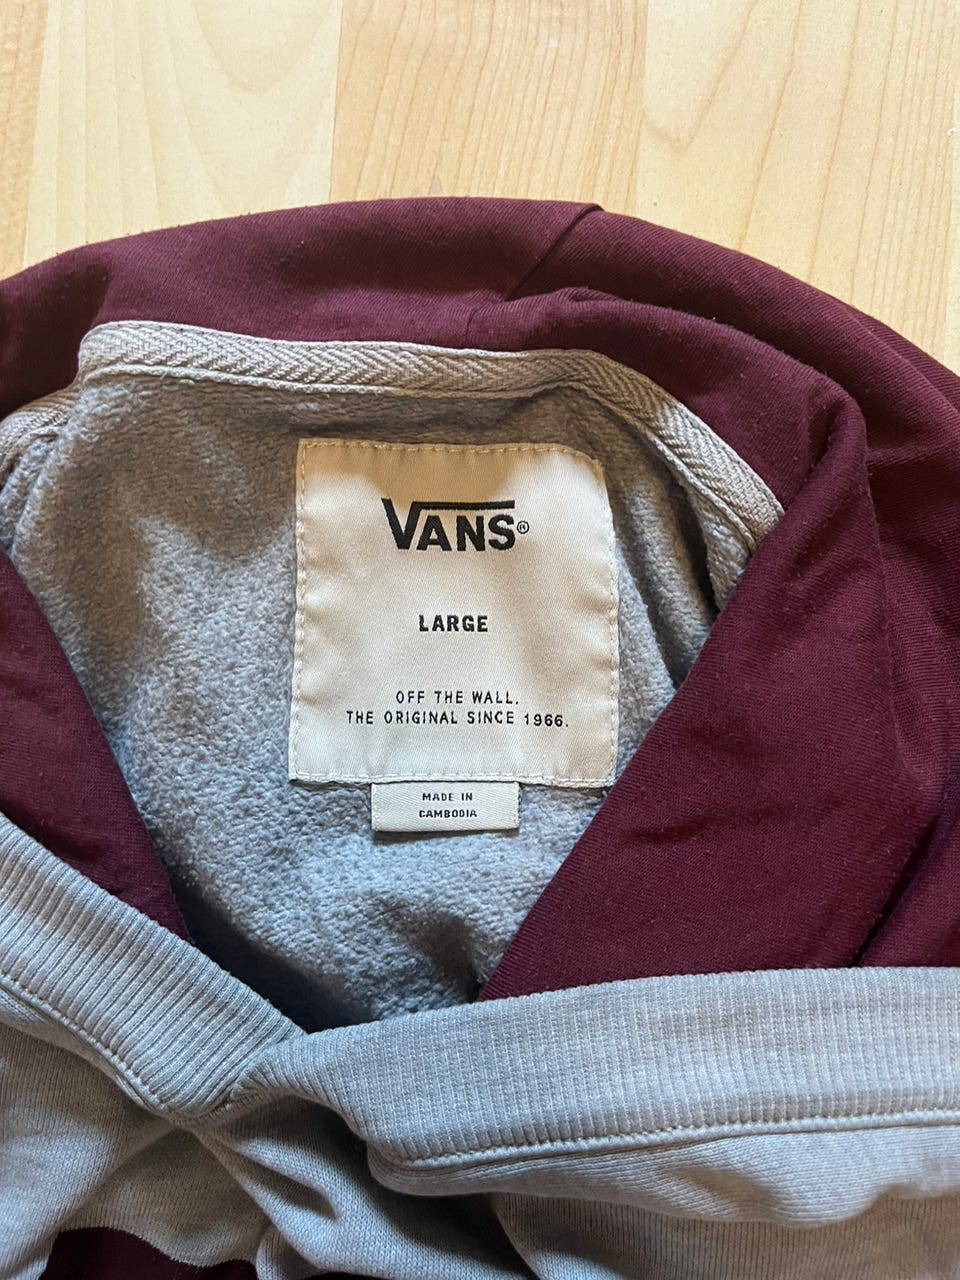 VANS®
LARGE
OFF THE WALL.
THE ORIGINAL SINCE 1966.
MADE IN
CAMBODIA